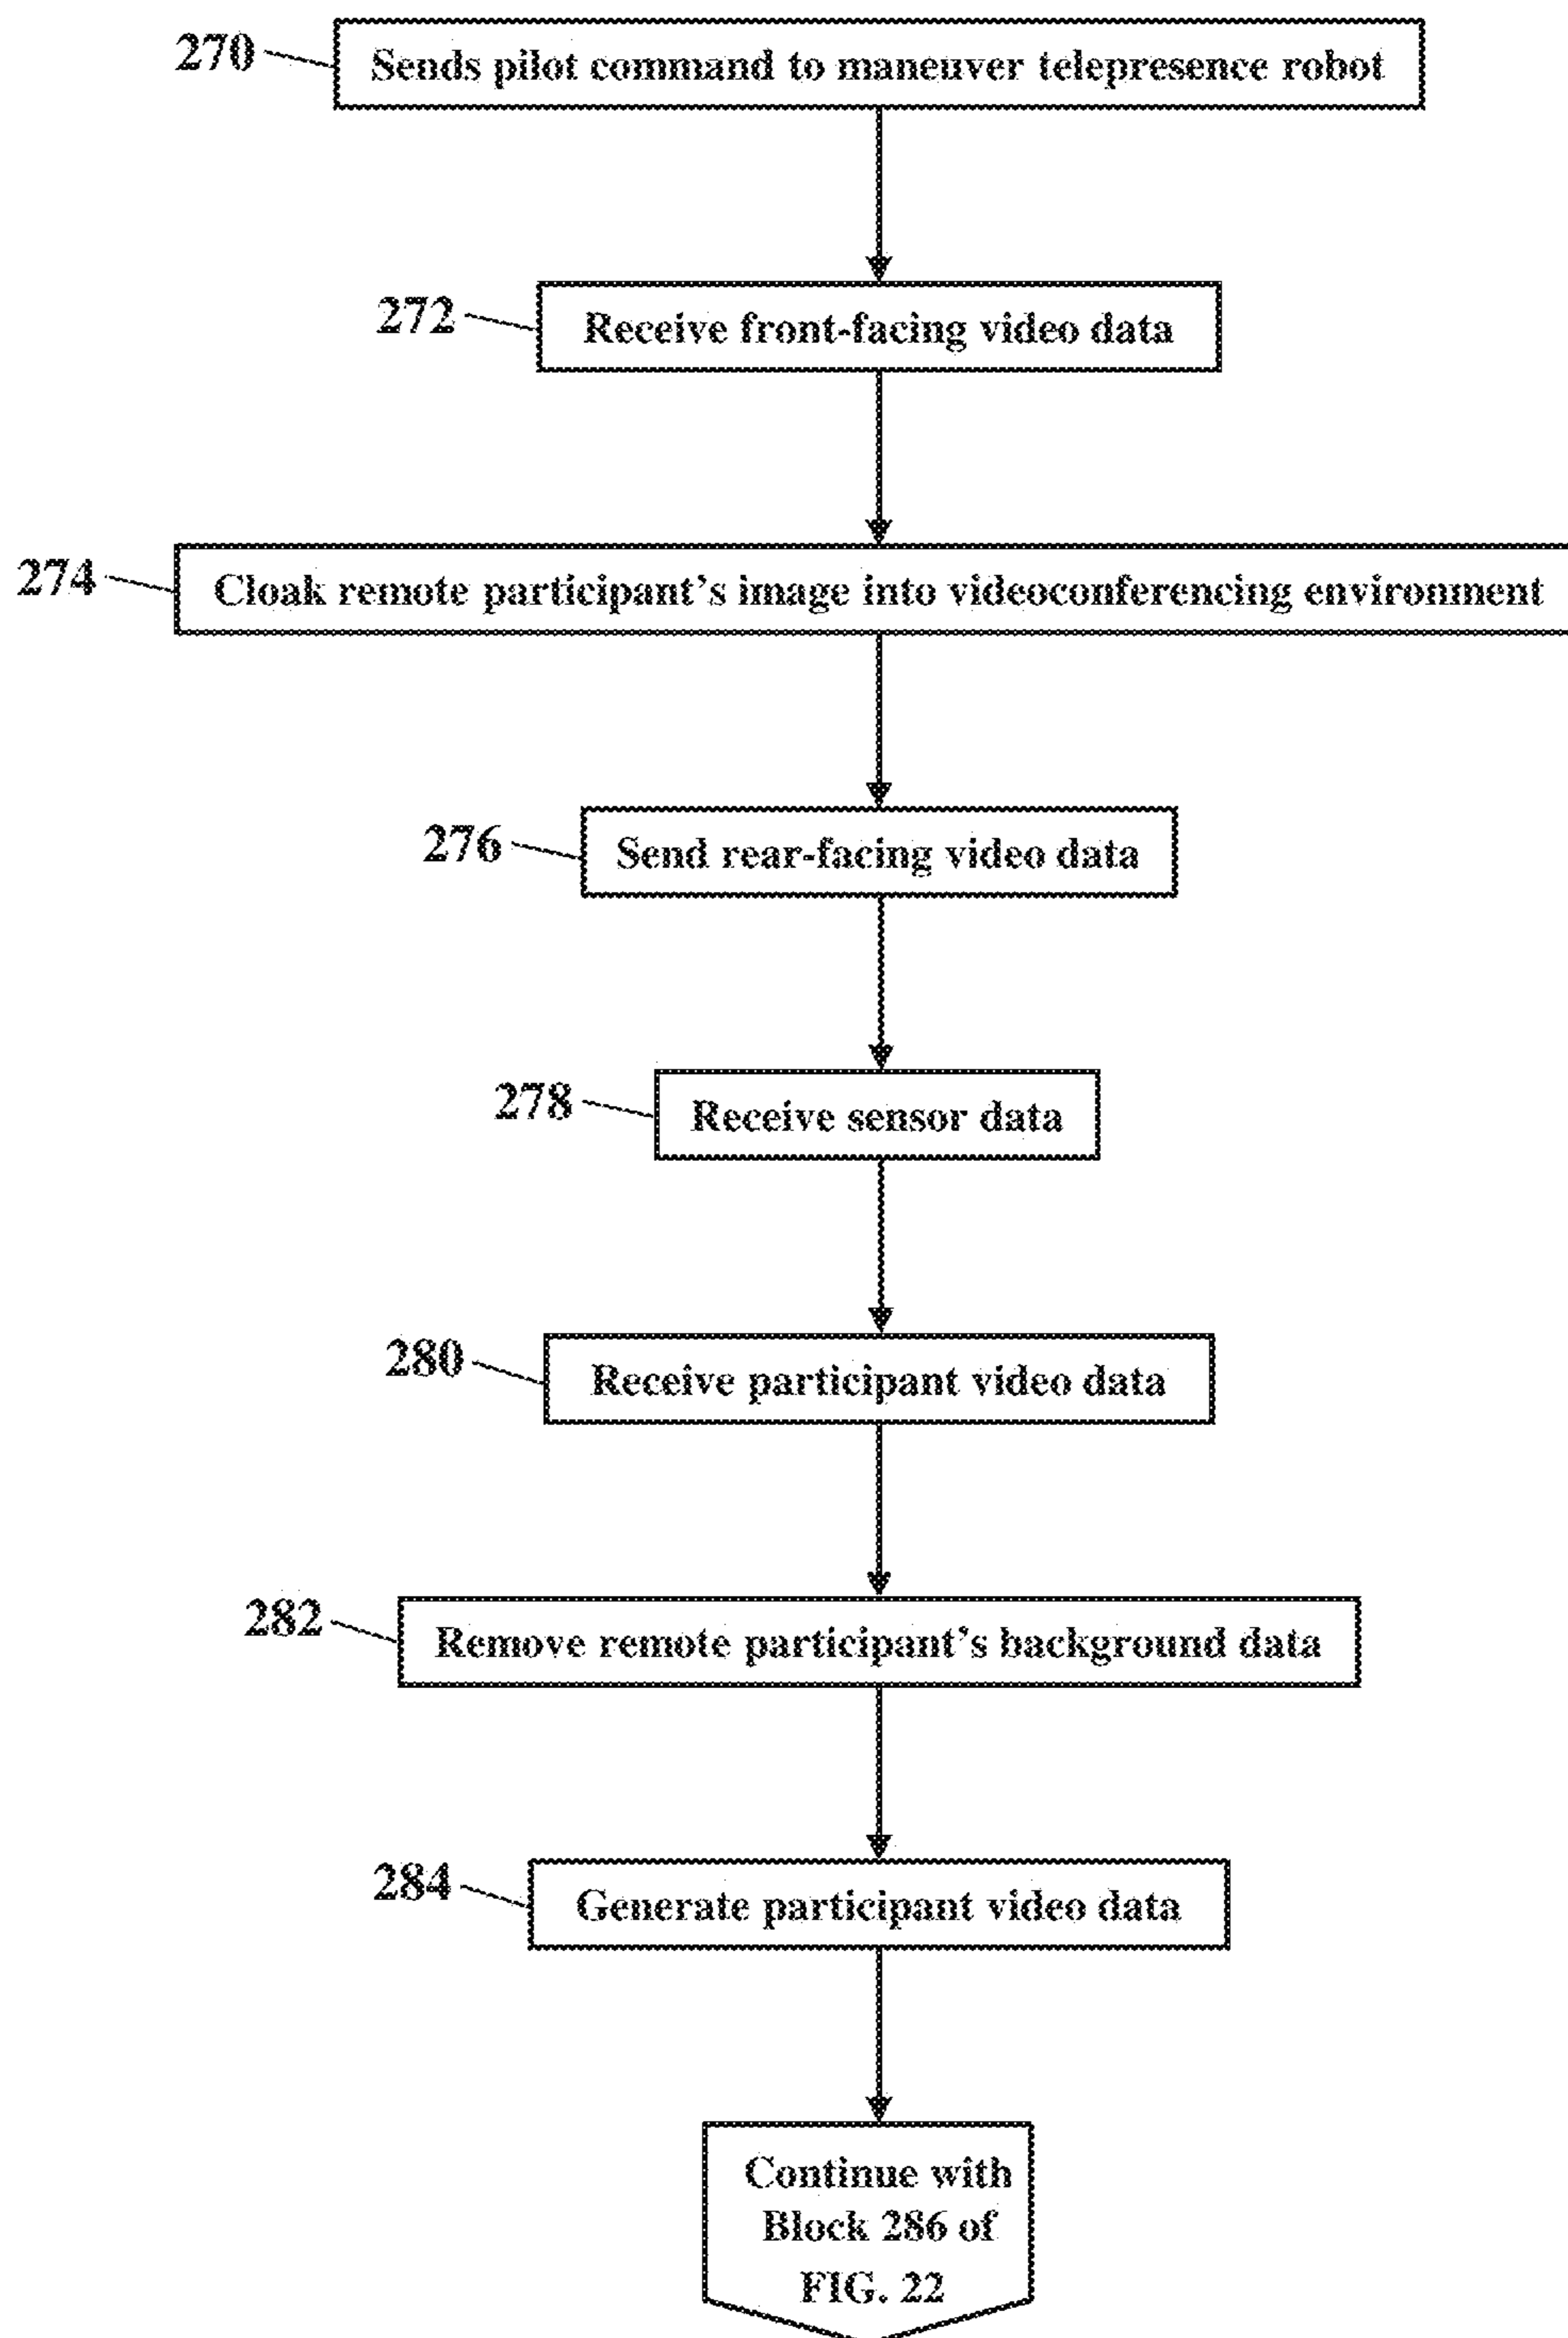 270
Sends pilot command to maneuver telepresence robot
272
Receive front-facing video data
274
Cloak remote participant's image into videoconferencing environment
276
Send rear-facing video data
278
Receive sensor data
280
Receive participant video data
282
Remove remote participant's background data
284
Generate participant video data
Continue with
Block 286 of
FIG. 22